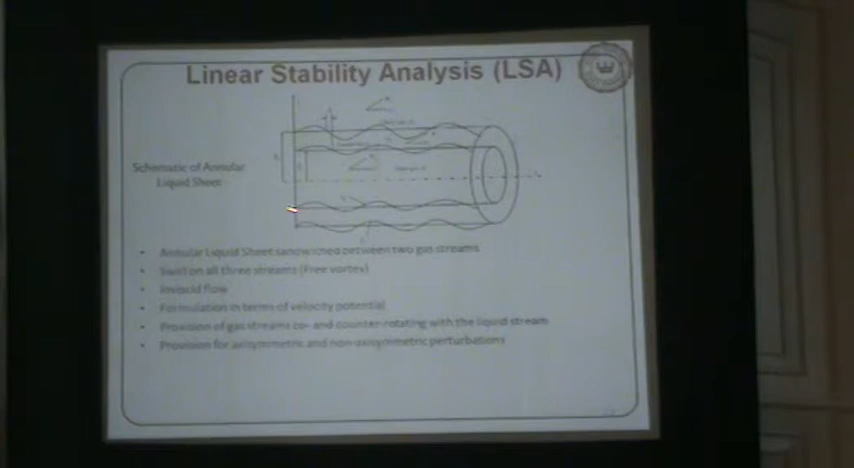 Linear Stability Analysis (LSA)
Schematic of Annular
Liquid Sheet
• Annular Liquid Sheet sandwiched between two gas streams
• Swirl on all three streams (Free vortex)
• Inviscid flow
• Formulation in terms of velocity potential
• Provision of gas streams co- and counter-rotating with the liquid stream
• Provision for axisymmetric and non-axisymmetric perturbations